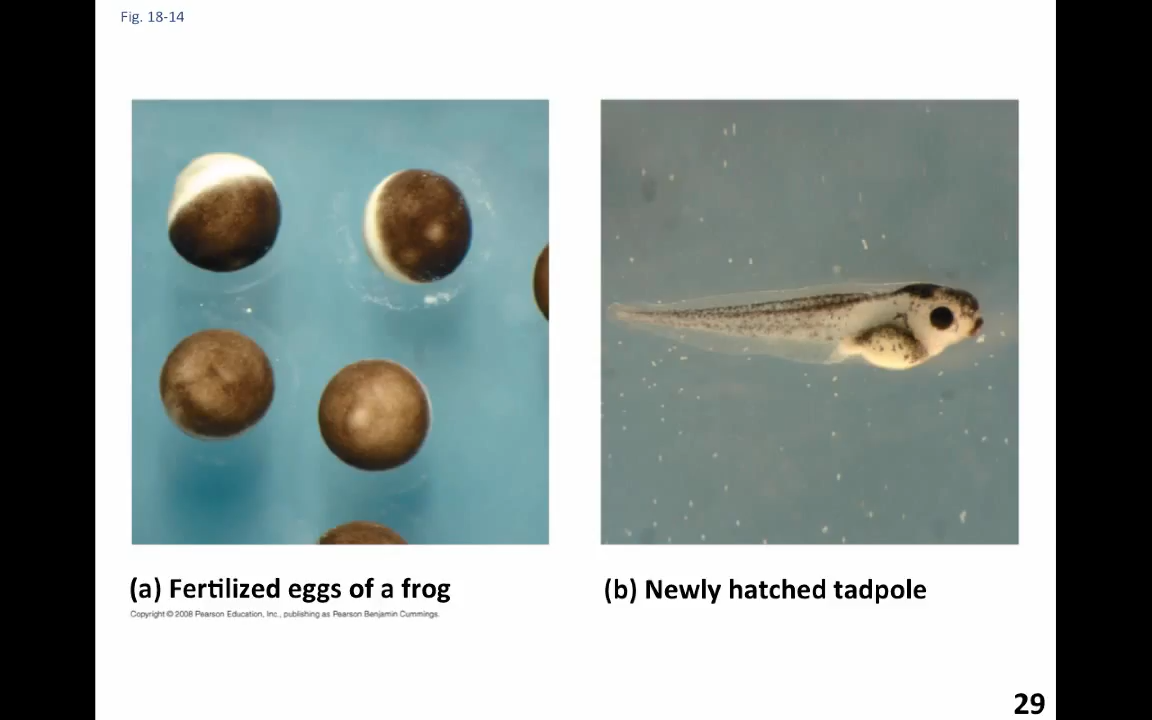 Fig. 18-14
(a) Fertilized eggs of a frog
(b) Newly hatched tadpole
Copyright © 2008 Pearson Education, Inc., publishing as Pearson Benjamin Cummings.
29